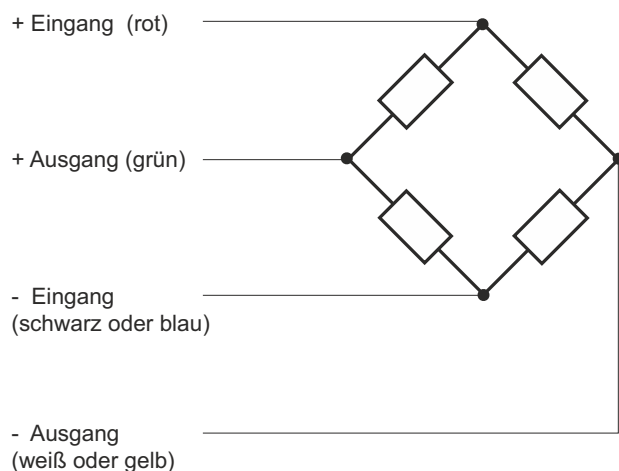 + Eingang (rot)
+ Ausgang (grün)
- Eingang
(schwarz oder blau)
- Ausgang
(weiß oder gelb)